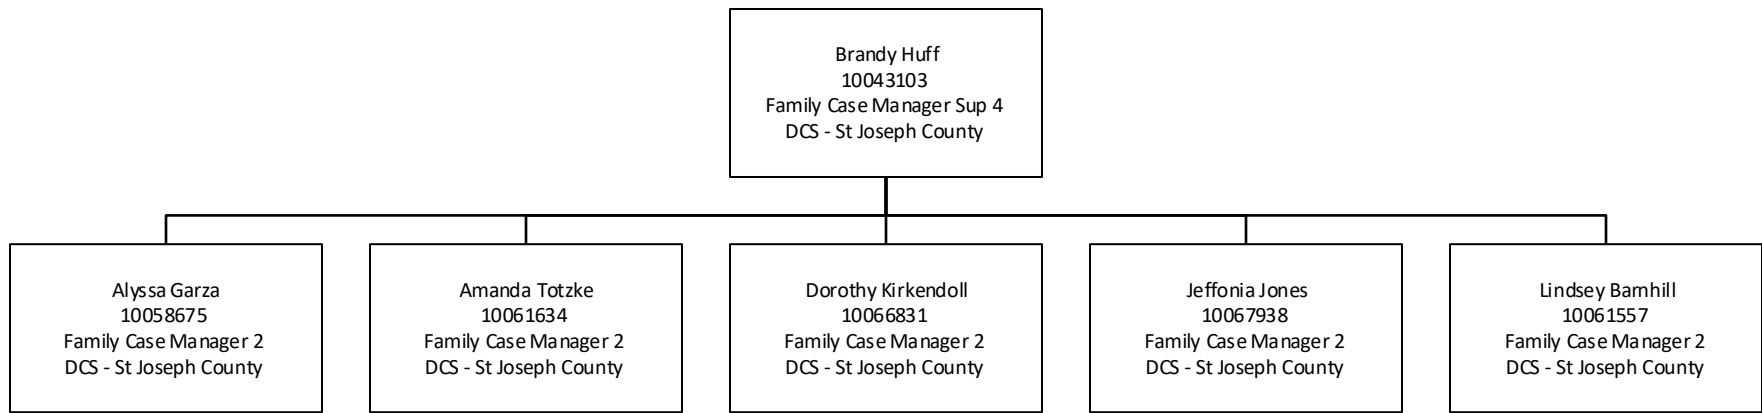 Brandy Huff
10043103
Family Case Manager Sup 4
DCS - St Joseph County
Alyssa Garza
10058675
Family Case Manager 2
DCS - St Joseph County
Amanda Totzke
10061634
Family Case Manager 2
DCS - St Joseph County
Dorothy Kirkendoll
10066831
Family Case Manager 2
DCS - St Joseph County
Jeffonia Jones
10067938
Family Case Manager 2
DCS - St Joseph County
Lindsey Barnhill
10061557
Family Case Manager 2
DCS - St Joseph County